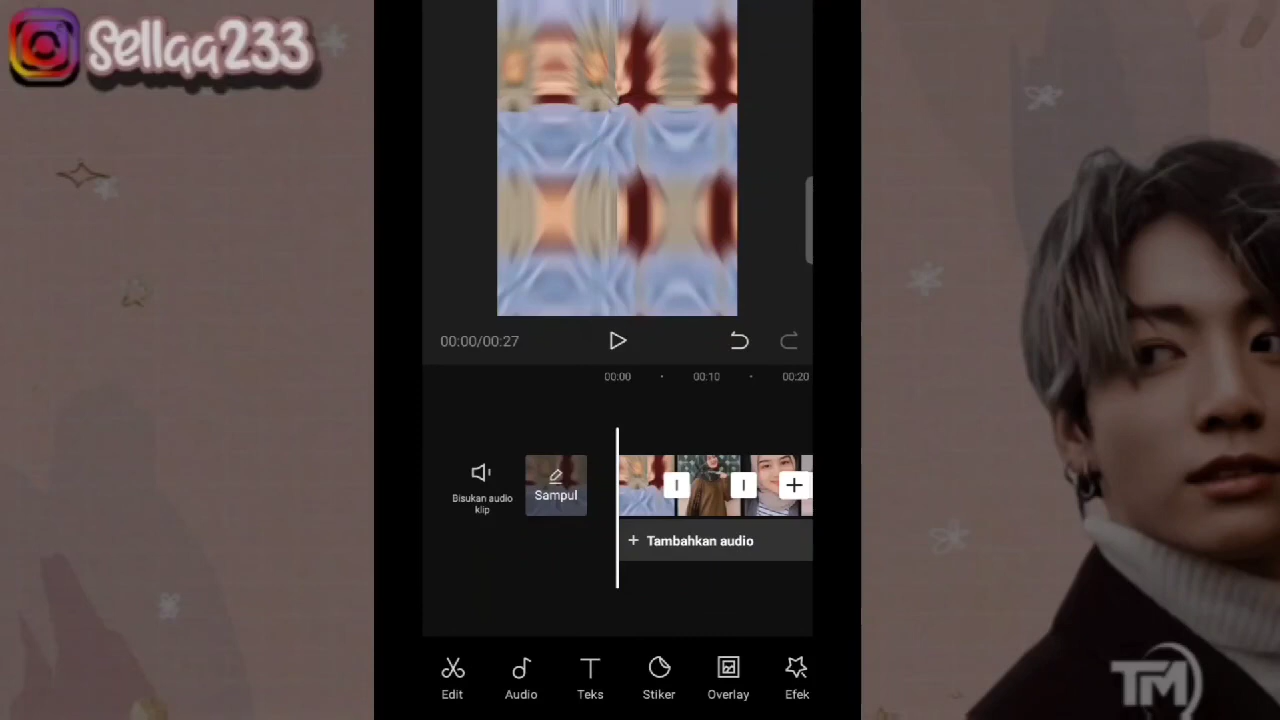 Sellaa233
00:00/00:27
00:00
00:10
00:20
Bisukan audio
klip
Sampul
+ Tambahkan audio
Edit
Audio
Teks
Stiker
Overlay
Efek
TM